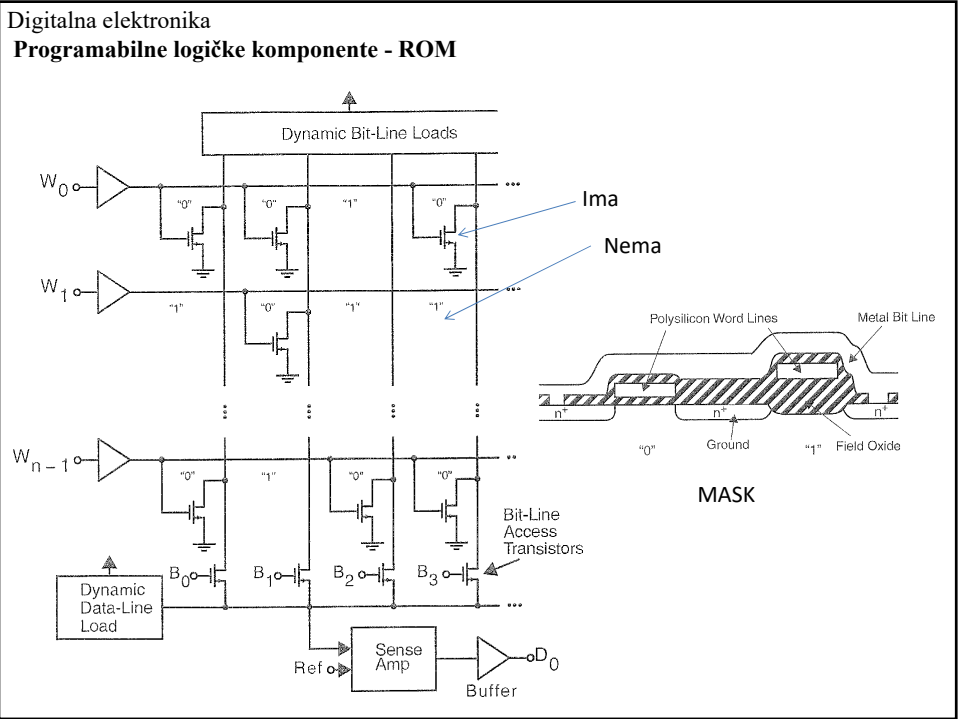 Digitalna elektronika
Programabilne logičke komponente - ROM
Dynamic Bit-Line Loads
W0
"0" "0" "1" "0"
Ima
Nema
W1
"1" "0" "1" "1"
Polysilicon Word Lines
Metal Bit Line
n+ n+ n+
"0" Ground "1" Field Oxide
MASK
Wn-1
"0" "1" "0" "0"
Bit-Line
Access
Transistors
B0 B1 B2 B3
Dynamic
Data-Line
Load
Ref
Sense
Amp
D0
Buffer